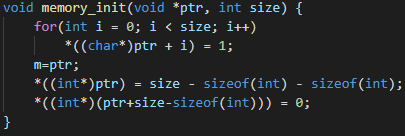 void memory_init(void *ptr, int size) {
for(int i = 0; i < size; i++)
*((char*)ptr + i) = 1;
m=ptr;
*((int*)ptr) = size - sizeof(int) - sizeof(int);
*((int*)(ptr+size-sizeof(int))) = 0;
}